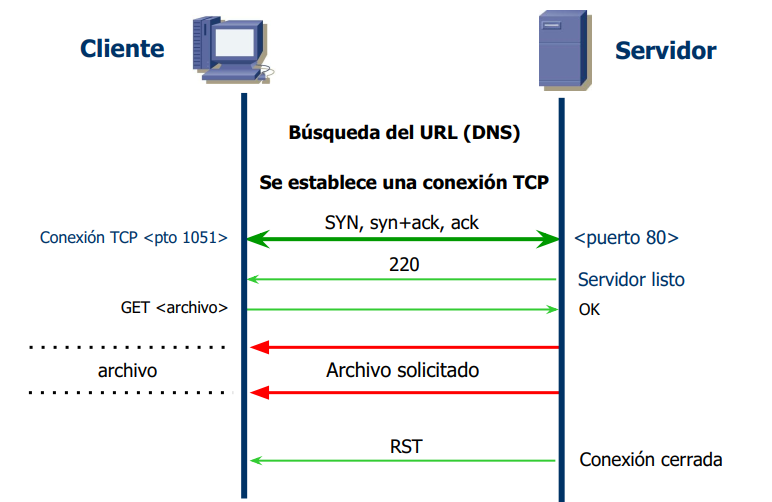 Cliente
Servidor
Búsqueda del URL (DNS)
Se establece una conexión TCP
SYN, syn+ack, ack
Conexión TCP <pto 1051>
<puerto 80>
220
Servidor listo
GET <archivo>
OK
archivo
Archivo solicitado
RST
Conexión cerrada